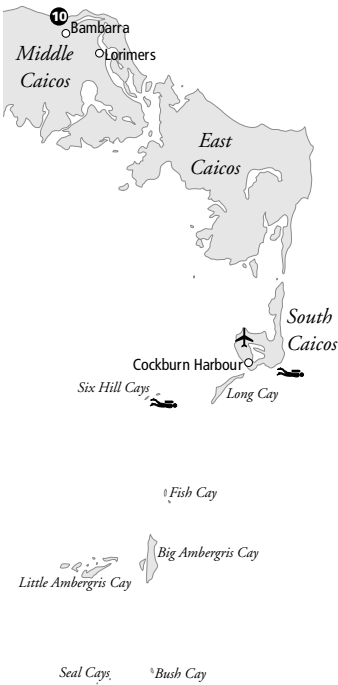 10
Bambarra
Middle
Caicos
Lorimers
East
Caicos
South
Caicos
Cockburn Harbour
Six Hill Cays
Long Cay
Fish Cay
Big Ambergris Cay
Little Ambergris Cay
Seal Cays
Bush Cay